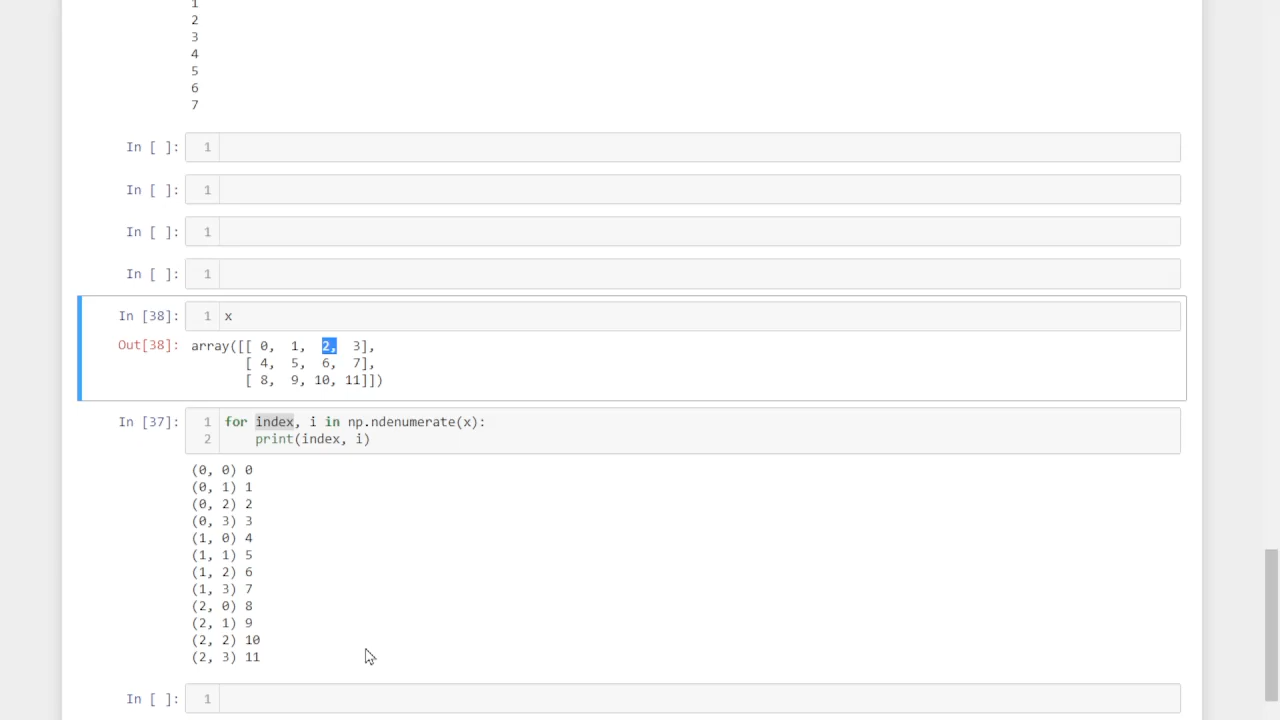 1
2
3
4
5
6
7
In [ ]: 1
In [ ]: 1
In [ ]: 1
In [ ]: 1
In [38]: 1 x
Out[38]: array([[ 0, 1, 2, 3],
[ 4, 5, 6, 7],
[ 8, 9, 10, 11]])
In [37]: 1 for index, i in np.ndenumerate(x):
2 print(index, i)
(0, 0) 0
(0, 1) 1
(0, 2) 2
(0, 3) 3
(1, 0) 4
(1, 1) 5
(1, 2) 6
(1, 3) 7
(2, 0) 8
(2, 1) 9
(2, 2) 10
(2, 3) 11
In [ ]: 1